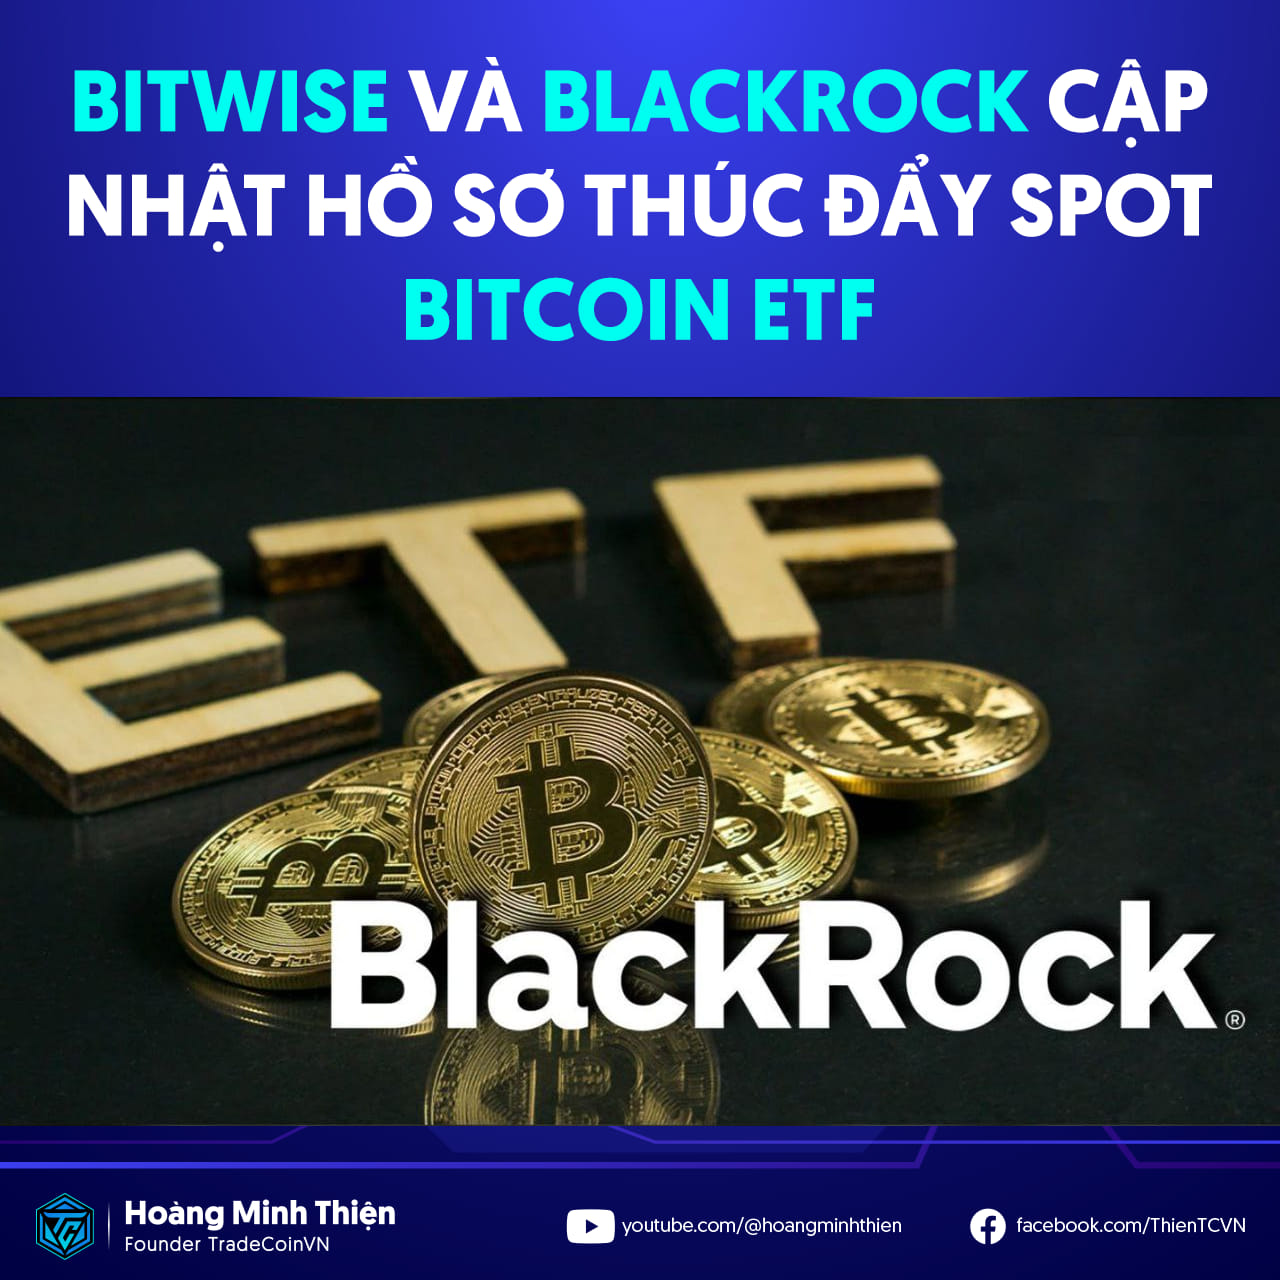 BITWISE VÀ BLACKROCK CẬP
NHẬT HỒ SƠ THÚC ĐẨY SPOT
BITCOIN ETF
ETF
BlackRock®
Hoàng Minh Thiện
Founder TradeCoinVN
youtube.com/@hoangminhthien
facebook.com/ThienTCVN